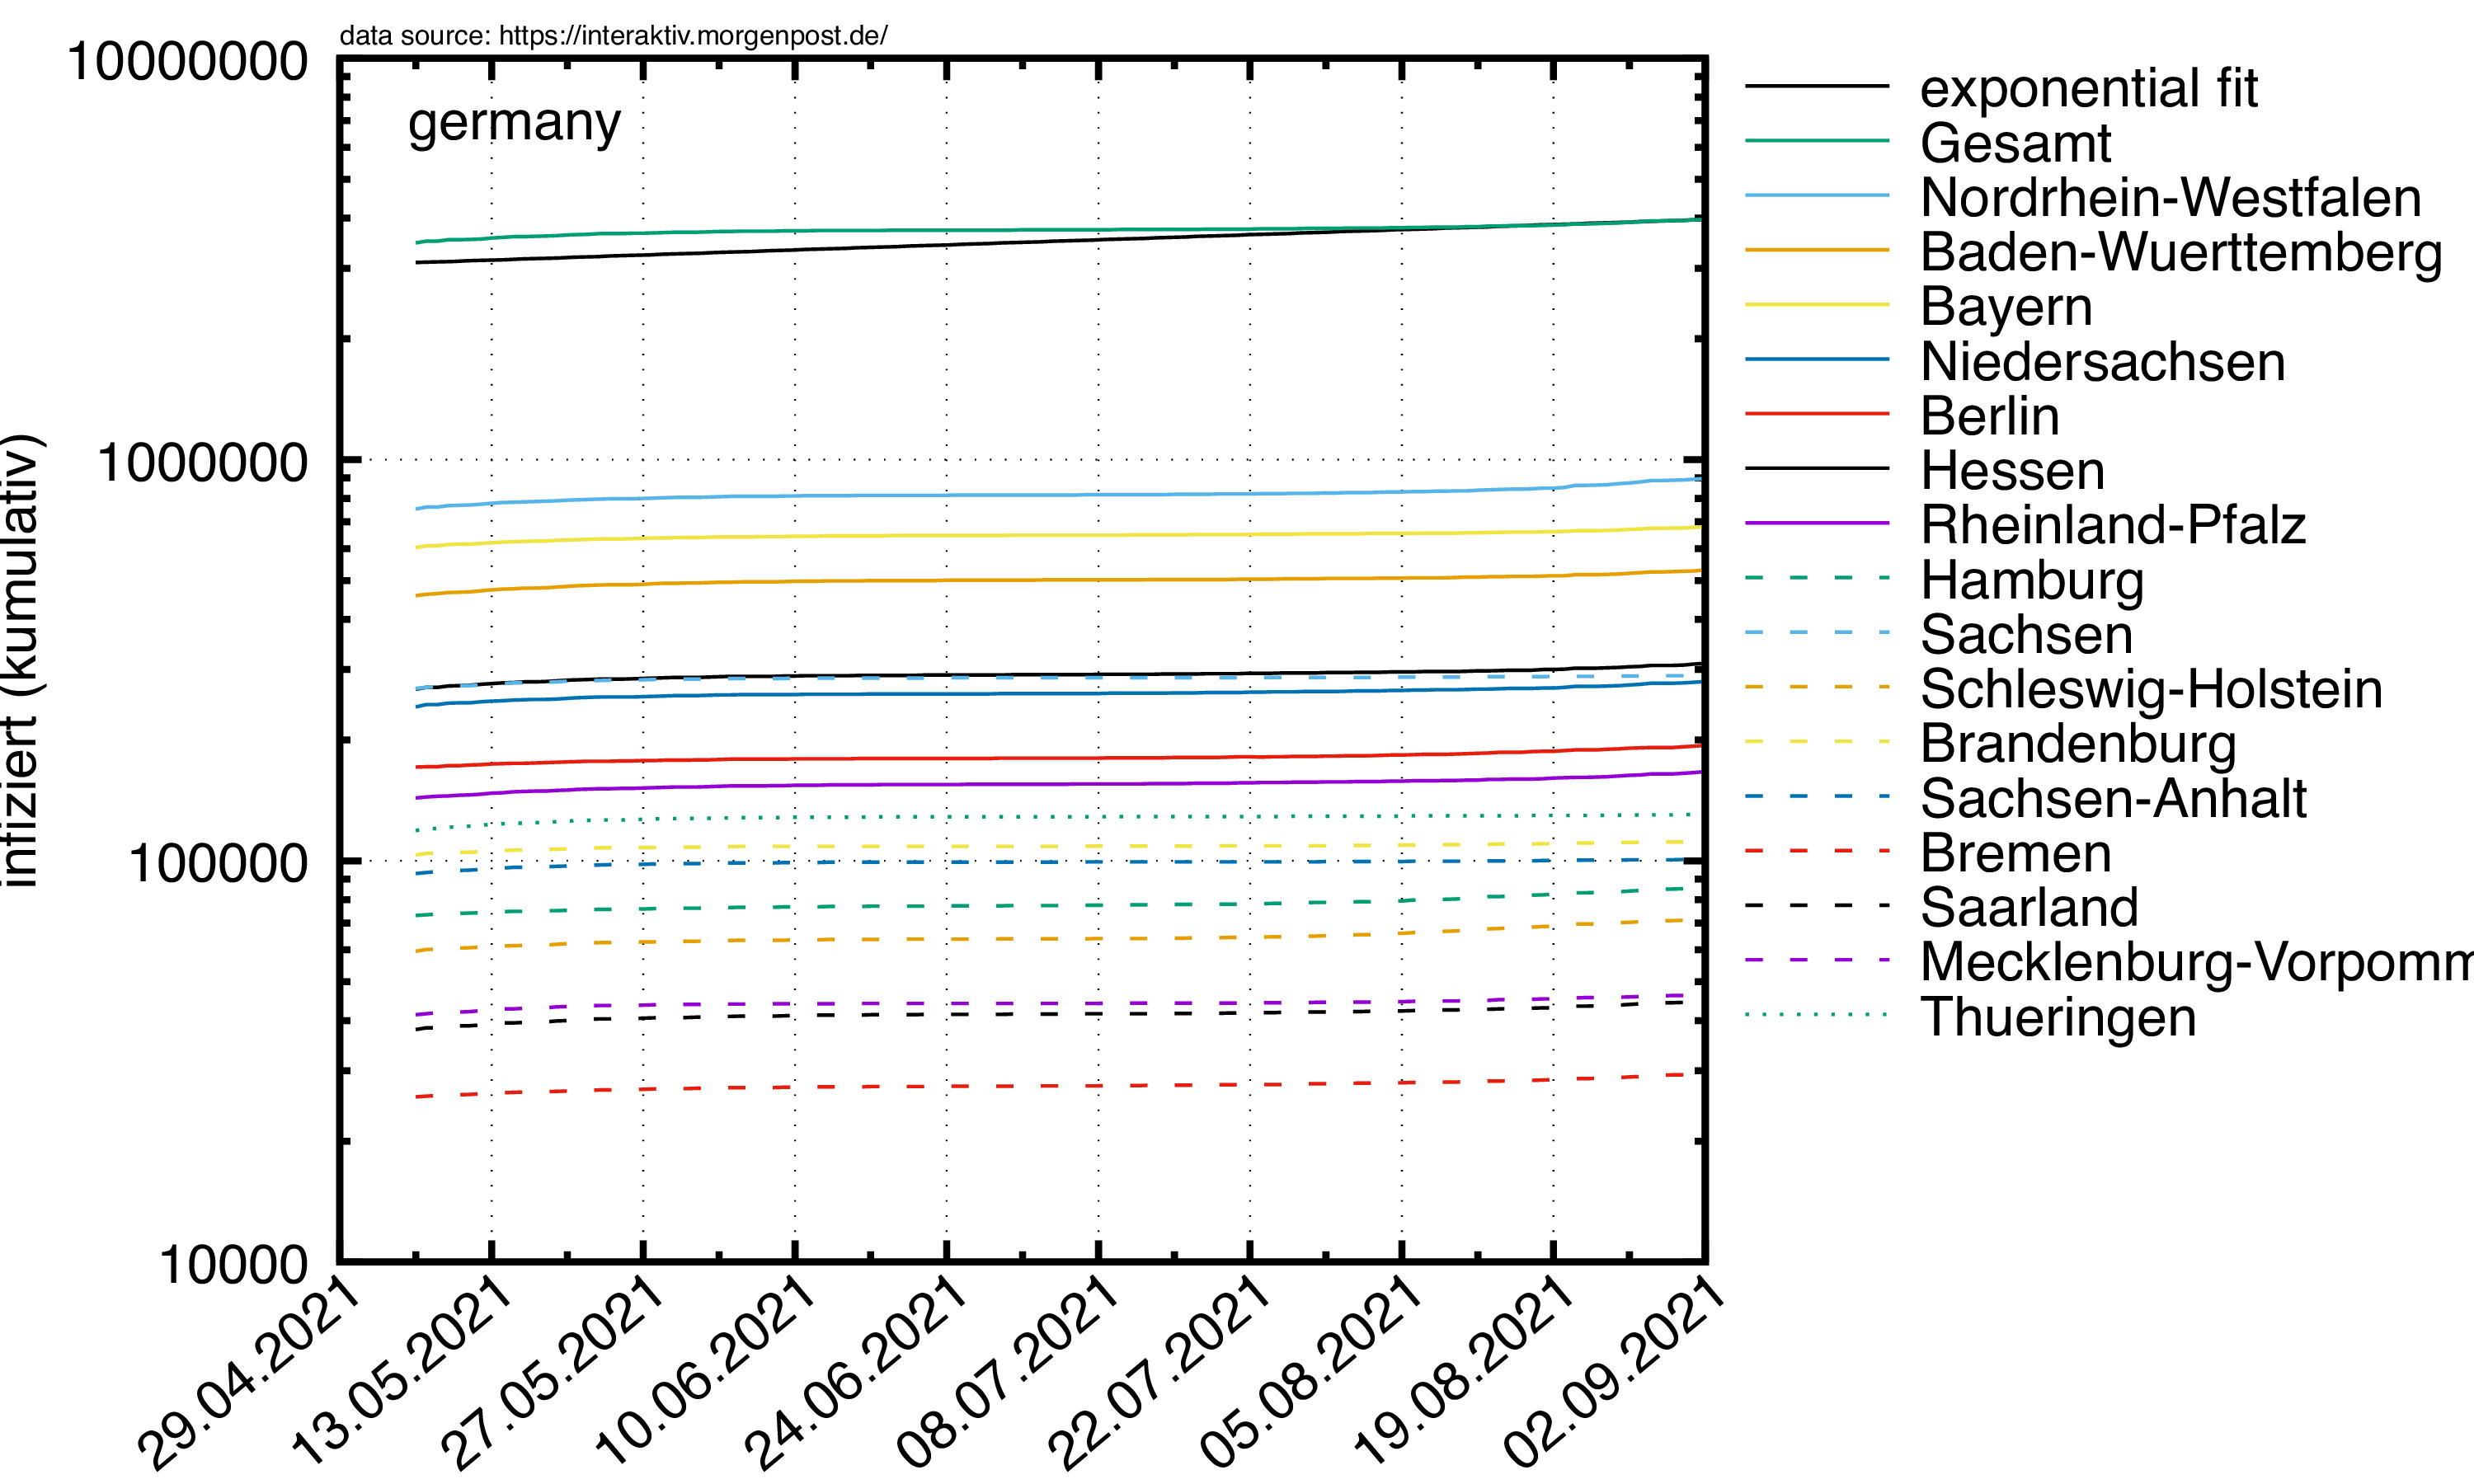 data source: https://interaktiv.morgenpost.de/
germany
infiziert (kumulativ)
10000000
1000000
100000
10000
29.04.2021
13.05.2021
27.05.2021
10.06.2021
24.06.2021
08.07.2021
22.07.2021
05.08.2021
19.08.2021
02.09.2021
exponential fit
Gesamt
Nordrhein-Westfalen
Baden-Wuerttemberg
Bayern
Niedersachsen
Berlin
Hessen
Rheinland-Pfalz
Hamburg
Sachsen
Schleswig-Holstein
Brandenburg
Sachsen-Anhalt
Bremen
Saarland
Mecklenburg-Vorpomm
Thueringen